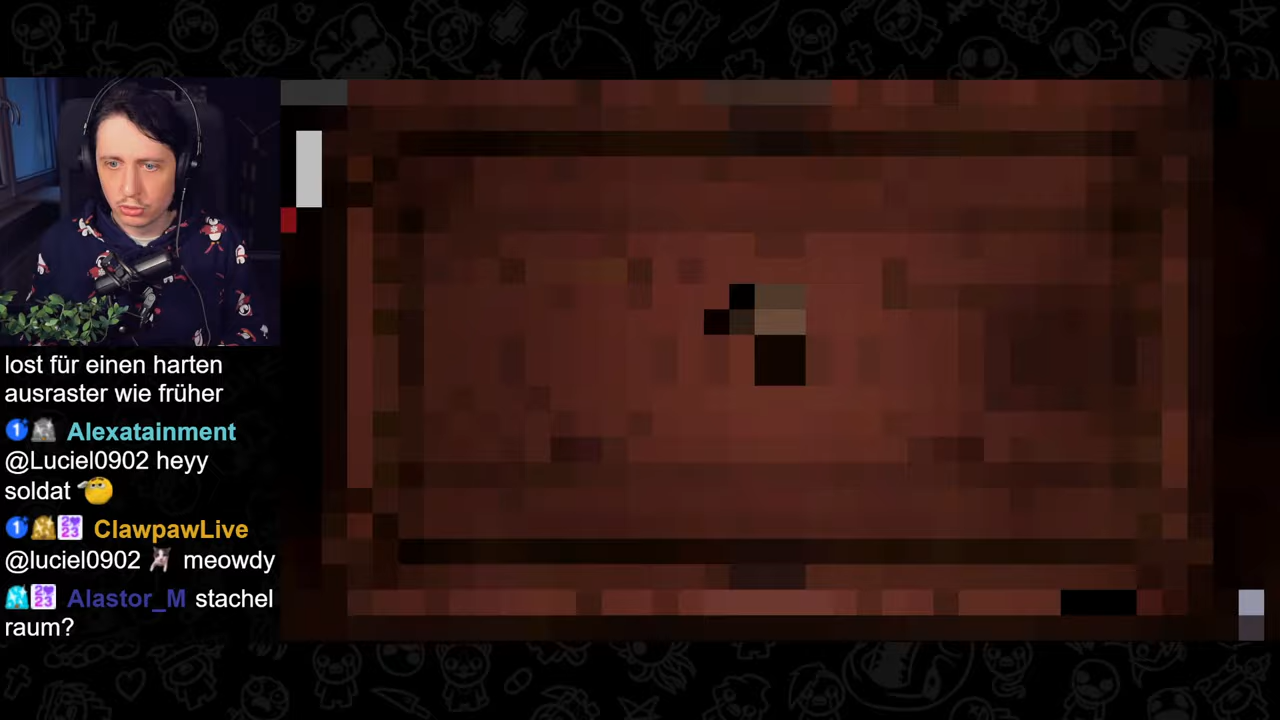 lost für einen harten
ausraster wie früher
Alexatainment
@Luciel0902 heyy
soldat
ClawpawLive
@luciel0902 meowdy
Alastor_M stachel
raum?